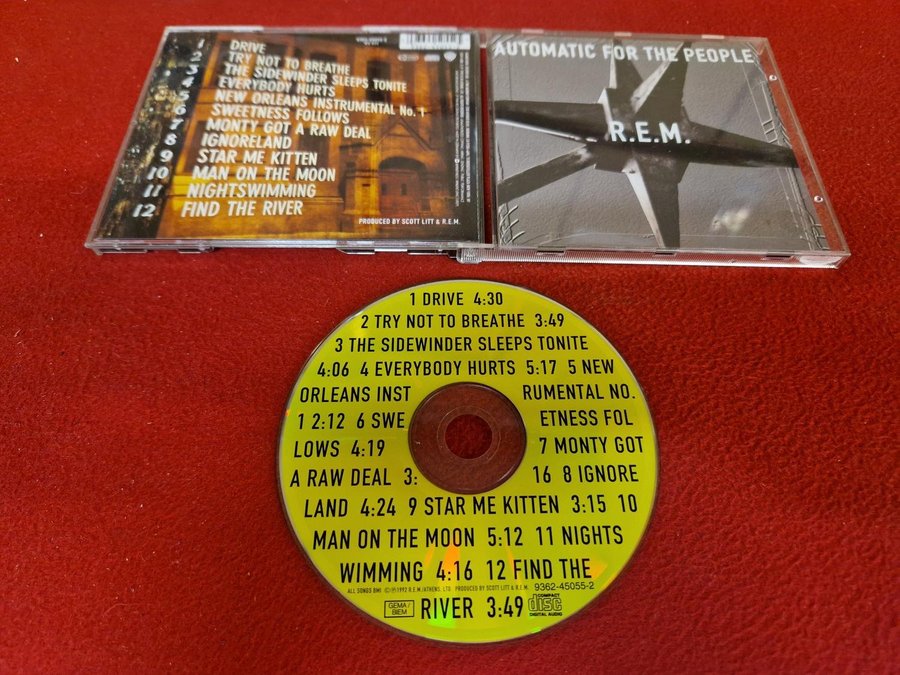 1 DRIVE
2 TRY NOT TO BREATHE
3 THE SIDEWINDER SLEEPS TONITE
4 EVERYBODY HURTS
5 NEW ORLEANS INSTRUMENTAL No. 1
6 SWEETNESS FOLLOWS
7 MONTY GOT A RAW DEAL
8 IGNORELAND
9 STAR ME KITTEN
10 MAN ON THE MOON
11 NIGHTSWIMMING
12 FIND THE RIVER
PRODUCED BY SCOTT LITT & R.E.M.
AUTOMATIC FOR THE PEOPLE
R.E.M.
1 DRIVE 4:30
2 TRY NOT TO BREATHE 3:49
3 THE SIDEWINDER SLEEPS TONITE
4:06 4 EVERYBODY HURTS 5:17 5 NEW
ORLEANS INST RUMENTAL NO.
1 2:12 6 SWE ETNESS FOL
LOWS 4:19 7 MONTY GOT
A RAW DEAL 3: 16 8 IGNORE
LAND 4:24 9 STAR ME KITTEN 3:15 10
MAN ON THE MOON 5:12 11 NIGHTS
WIMMING 4:16 12 FIND THE
ALL SONGS BMI ©℗1992 R.E.M./ATHENS, LTD PRODUCED BY SCOTT LITT & R.E.M. 9362-45055-2
GEMA/BIEM RIVER 3:49 COMPACT disc DIGITAL AUDIO